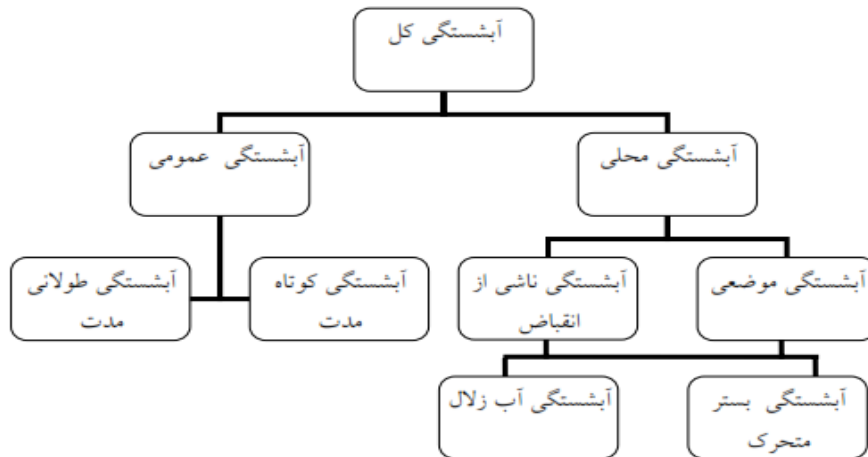 آبشستگی کل
آبشستگی محلی
آبشستگی عمومی
آبشستگی موضعی
آبشستگی ناشی از
انقباض
آبشستگی کوتاه
مدت
آبشستگی طولانی
مدت
آبشستگی بستر
متحرک
آبشستگی آب زلال